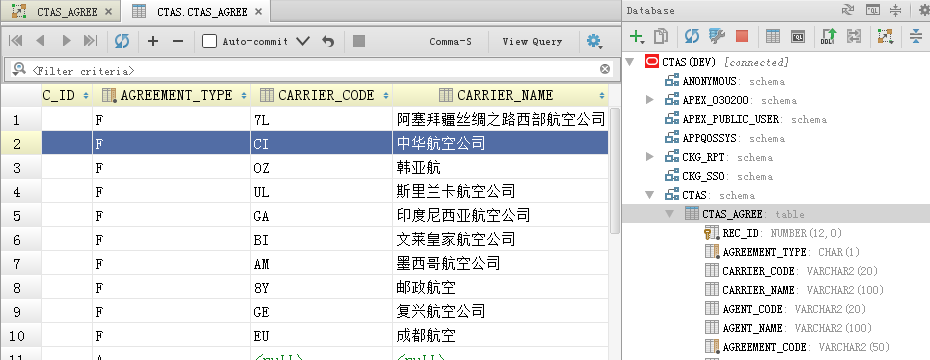 CTAS_AGREE
CTAS.CTAS_AGREE
Auto-commit
Comma-S
View Query
<Filter criteria>
C_ID AGREEMENT_TYPE CARRIER_CODE CARRIER_NAME
1 F 7L 阿塞拜疆丝绸之路西部航空公司
2 F CI 中华航空公司
3 F OZ 韩亚航
4 F UL 斯里兰卡航空公司
5 F GA 印度尼西亚航空公司
6 F BI 文莱皇家航空公司
7 F AM 墨西哥航空公司
8 F 8Y 邮政航空
9 F GE 复兴航空公司
10 F EU 成都航空
11 A <null> <null>
Database
CTAS(DEV) [connected]
ANONYMOUS: schema
APEX_030200: schema
APEX_PUBLIC_USER: schema
APPQOSSYS: schema
CKG_RPT: schema
CKG_SSO: schema
CTAS: schema
CTAS_AGREE: table
REC_ID: NUMBER(12,0)
AGREEMENT_TYPE: CHAR(1)
CARRIER_CODE: VARCHAR2(20)
CARRIER_NAME: VARCHAR2(100)
AGENT_CODE: VARCHAR2(20)
AGENT_NAME: VARCHAR2(100)
AGREEMENT_CODE: VARCHAR2(50)